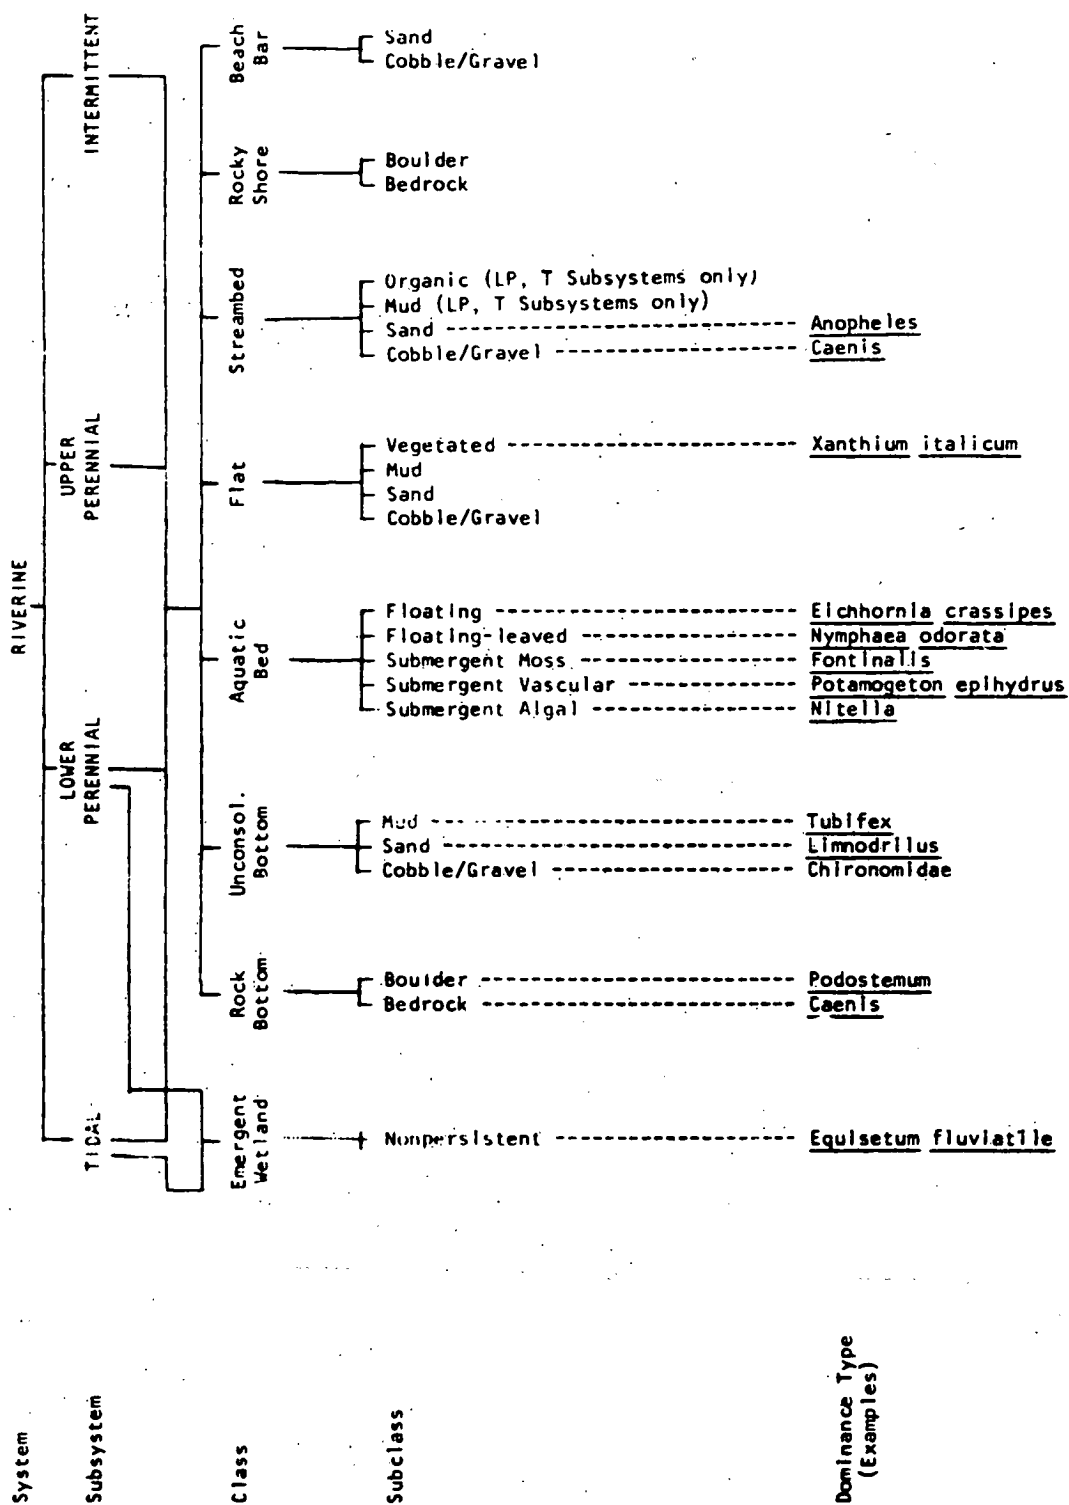 System
RIVERINE
Subsystem
TIDAL
LOWER
PERENNIAL
UPPER
PERENNIAL
INTERMITTENT
Class
Emergent
Wetland
Rock
Bottom
Unconsol.
Bottom
Aquatic
Bed
Flat
Streambed
Rocky
Shore
Beach
Bar
Subclass
Dominance Type
(Examples)
Sand
Cobble/Gravel
Boulder
Bedrock
Organic (LP, T Subsystems only)
Mud (LP, T Subsystems only)
Sand Anopheles
Cobble/Gravel Caenis
Vegetated Xanthium italicum
Mud
Sand
Cobble/Gravel
Floating Eichhornia crassipes
Floating-leaved Nymphaea odorata
Submergent Moss Fontinalis
Submergent Vascular Potamogeton epihydrus
Submergent Algal Nitella
Mud Tubifex
Sand Limnodrilus
Cobble/Gravel Chironomidae
Boulder Podostemum
Bedrock Caenis
Nonpersistent Equisetum fluviatile